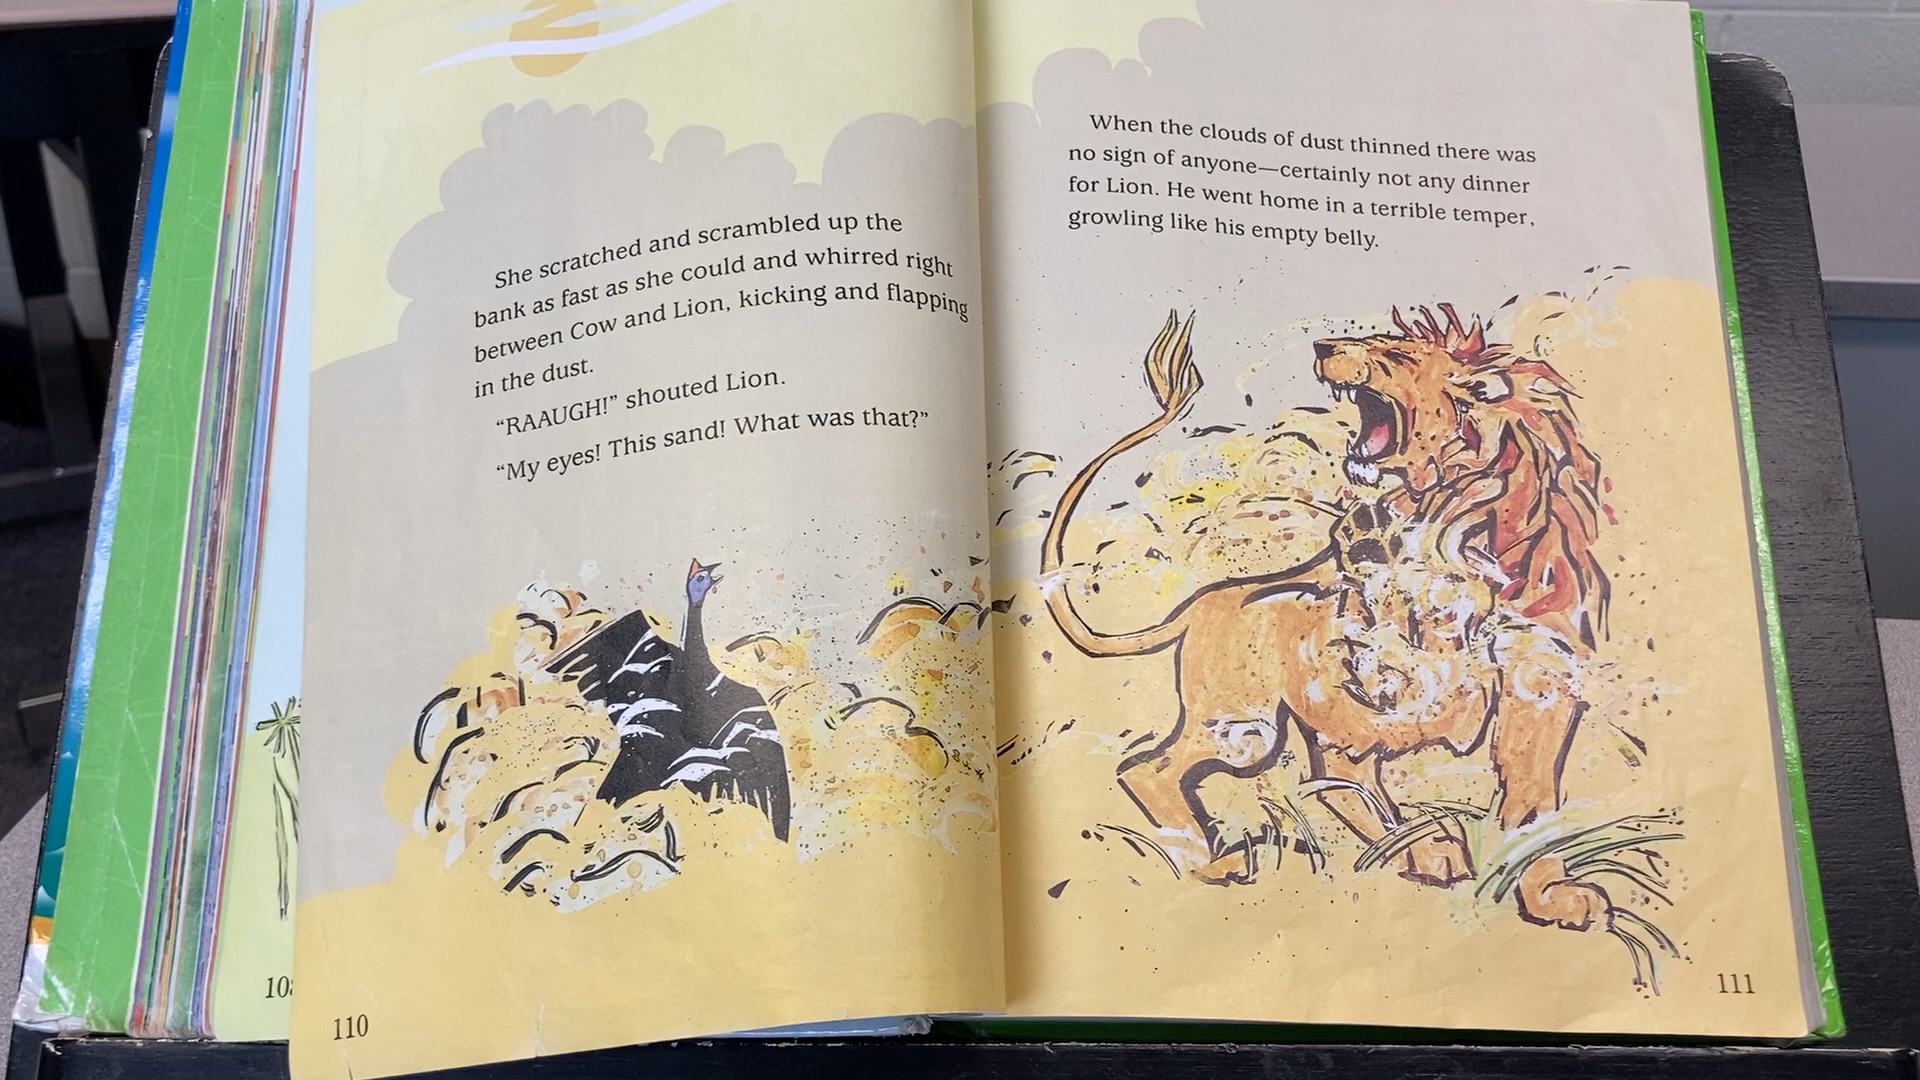 She scratched and scrambled up the
bank as fast as she could and whirred right
between Cow and Lion, kicking and flapping
in the dust.
“RAAUGH!” shouted Lion.
“My eyes! This sand! What was that?”
110
When the clouds of dust thinned there was
no sign of anyone—certainly not any dinner
for Lion. He went home in a terrible temper,
growling like his empty belly.
111